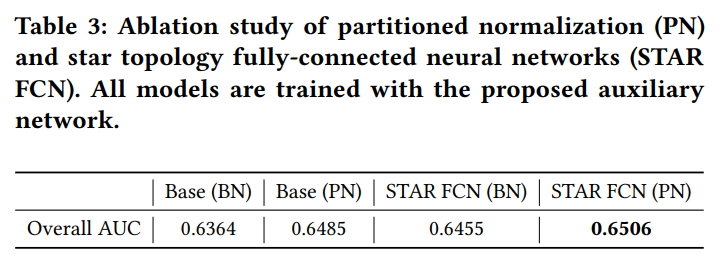 Table 3: Ablation study of partitioned normalization (PN)
and star topology fully-connected neural networks (STAR
FCN). All models are trained with the proposed auxiliary
network.
Base (BN) Base (PN) STAR FCN (BN) STAR FCN (PN)
Overall AUC 0.6364 0.6485 0.6455 0.6506